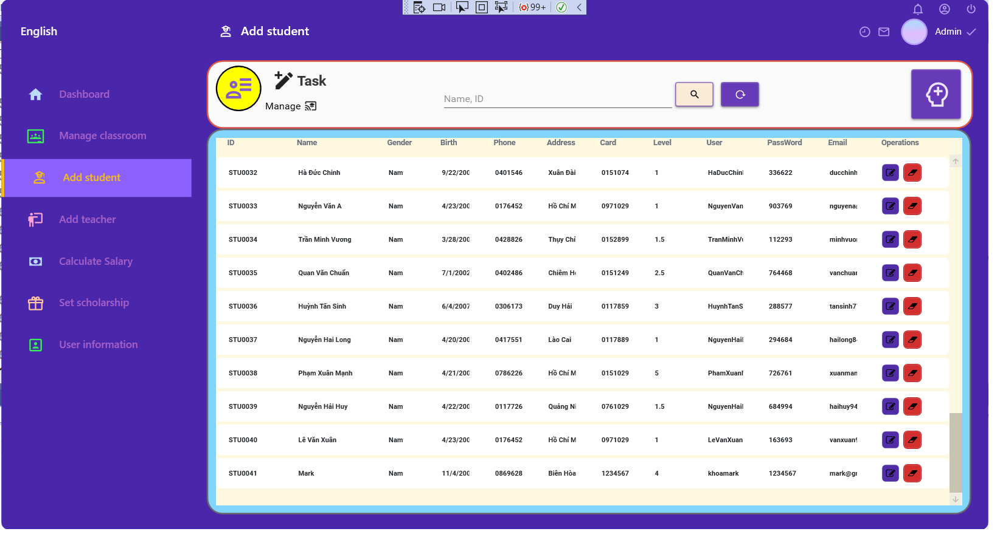 99+
English
Add student
Admin
Dashboard
Manage classroom
Add student
Add teacher
Calculate Salary
Set scholarship
User information
Task
Manage
Name, ID
ID Name Gender Birth Phone Address Card Level User PassWord Email Operations
STU0032 Hà Đức Chinh Nam 9/22/200 0401546 Xuân Đài 0151074 1 HaDucChin 336622 ducchinh
STU0033 Nguyễn Văn A Nam 4/23/200 0176452 Hồ Chí M 0971029 1 NguyenVan 903769 nguyena
STU0034 Trần Minh Vương Nam 3/28/200 0428826 Thụy Chí 0152899 1.5 TranMinhV 112293 minhvuo
STU0035 Quan Văn Chuẩn Nam 7/1/2002 0402486 Chiêm H 0151249 2.5 QuanVanCh 764468 vanchua
STU0036 Huỳnh Tấn Sinh Nam 6/4/2007 0306173 Duy Hải 0117859 3 HuynhTanS 288577 tansinh7
STU0037 Nguyễn Hai Long Nam 4/20/200 0417551 Lào Cai 0117889 1 NguyenHai 294684 hailong8
STU0038 Phạm Xuân Mạnh Nam 4/21/200 0786226 Hồ Chí M 0151029 5 PhamXuan 726761 xuanman
STU0039 Nguyễn Hải Huy Nam 4/22/200 0117726 Quảng N 0761029 1.5 NguyenHai 684994 haihuy94
STU0040 Lê Văn Xuân Nam 4/23/200 0176452 Hồ Chí M 0971029 1 LeVanXuan 163693 vanxuan
STU0041 Mark Nam 11/4/200 0869628 Biên Hòa 1234567 4 khoamark 1234567 mark@g